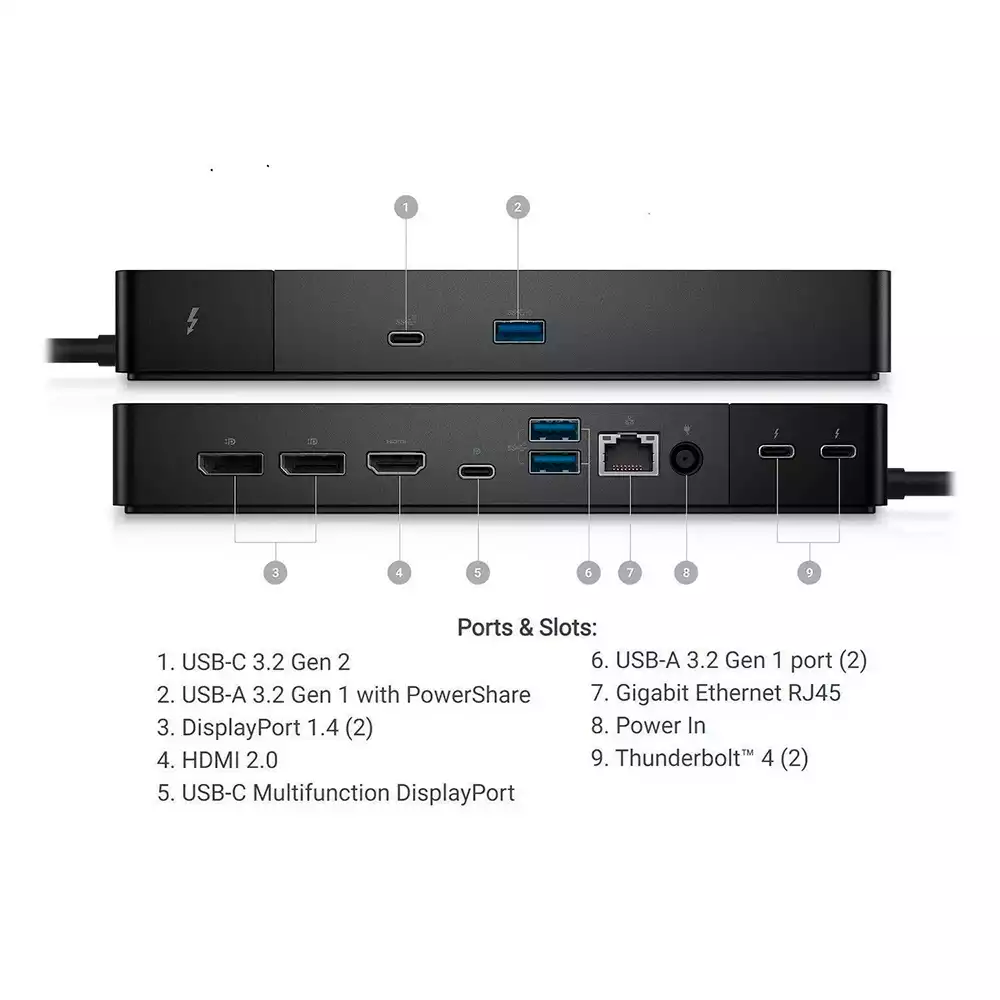 1
2
HDMI
3
4
5
6
7
8
9
Ports & Slots:
1. USB-C 3.2 Gen 2
2. USB-A 3.2 Gen 1 with PowerShare
3. DisplayPort 1.4 (2)
4. HDMI 2.0
5. USB-C Multifunction DisplayPort
6. USB-A 3.2 Gen 1 port (2)
7. Gigabit Ethernet RJ45
8. Power In
9. Thunderbolt™ 4 (2)